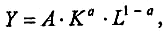 Y = A · K^a · L^{1 − a},